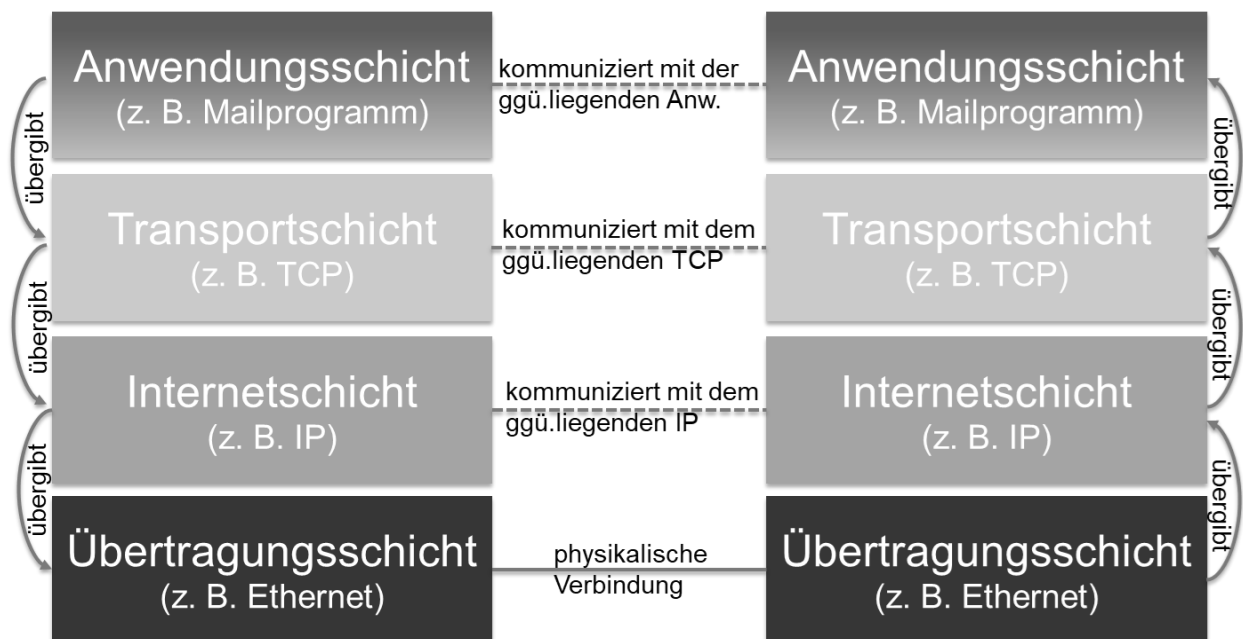 Anwendungsschicht
(z. B. Mailprogramm)
kommuniziert mit der
ggü.liegenden Anw.
Anwendungsschicht
(z. B. Mailprogramm)
übergibt
übergibt
Transportschicht
(z. B. TCP)
kommuniziert mit dem
ggü.liegenden TCP
Transportschicht
(z. B. TCP)
übergibt
übergibt
Internetschicht
(z. B. IP)
kommuniziert mit dem
ggü.liegenden IP
Internetschicht
(z. B. IP)
übergibt
übergibt
Übertragungsschicht
(z. B. Ethernet)
physikalische
Verbindung
Übertragungsschicht
(z. B. Ethernet)